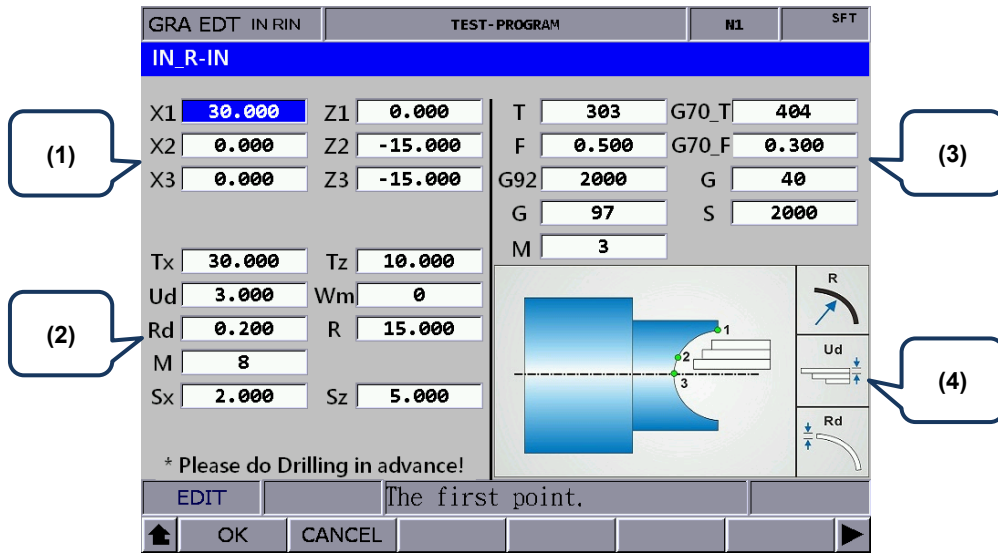 GRA EDT IN RIN TEST-PROGRAM N1 SFT
IN_R-IN
X1 30.000 Z1 0.000
X2 0.000 Z2 -15.000
X3 0.000 Z3 -15.000
Tx 30.000 Tz 10.000
Ud 3.000 Wm 0
Rd 0.200 R 15.000
M 8
Sx 2.000 Sz 5.000
* Please do Drilling in advance!
T 303 G70_T 404
F 0.500 G70_F 0.300
G92 2000 G 40
G 97 S 2000
M 3
1
2
3
R
Ud
Rd
EDIT The first point.
OK CANCEL
(1)
(2)
(3)
(4)